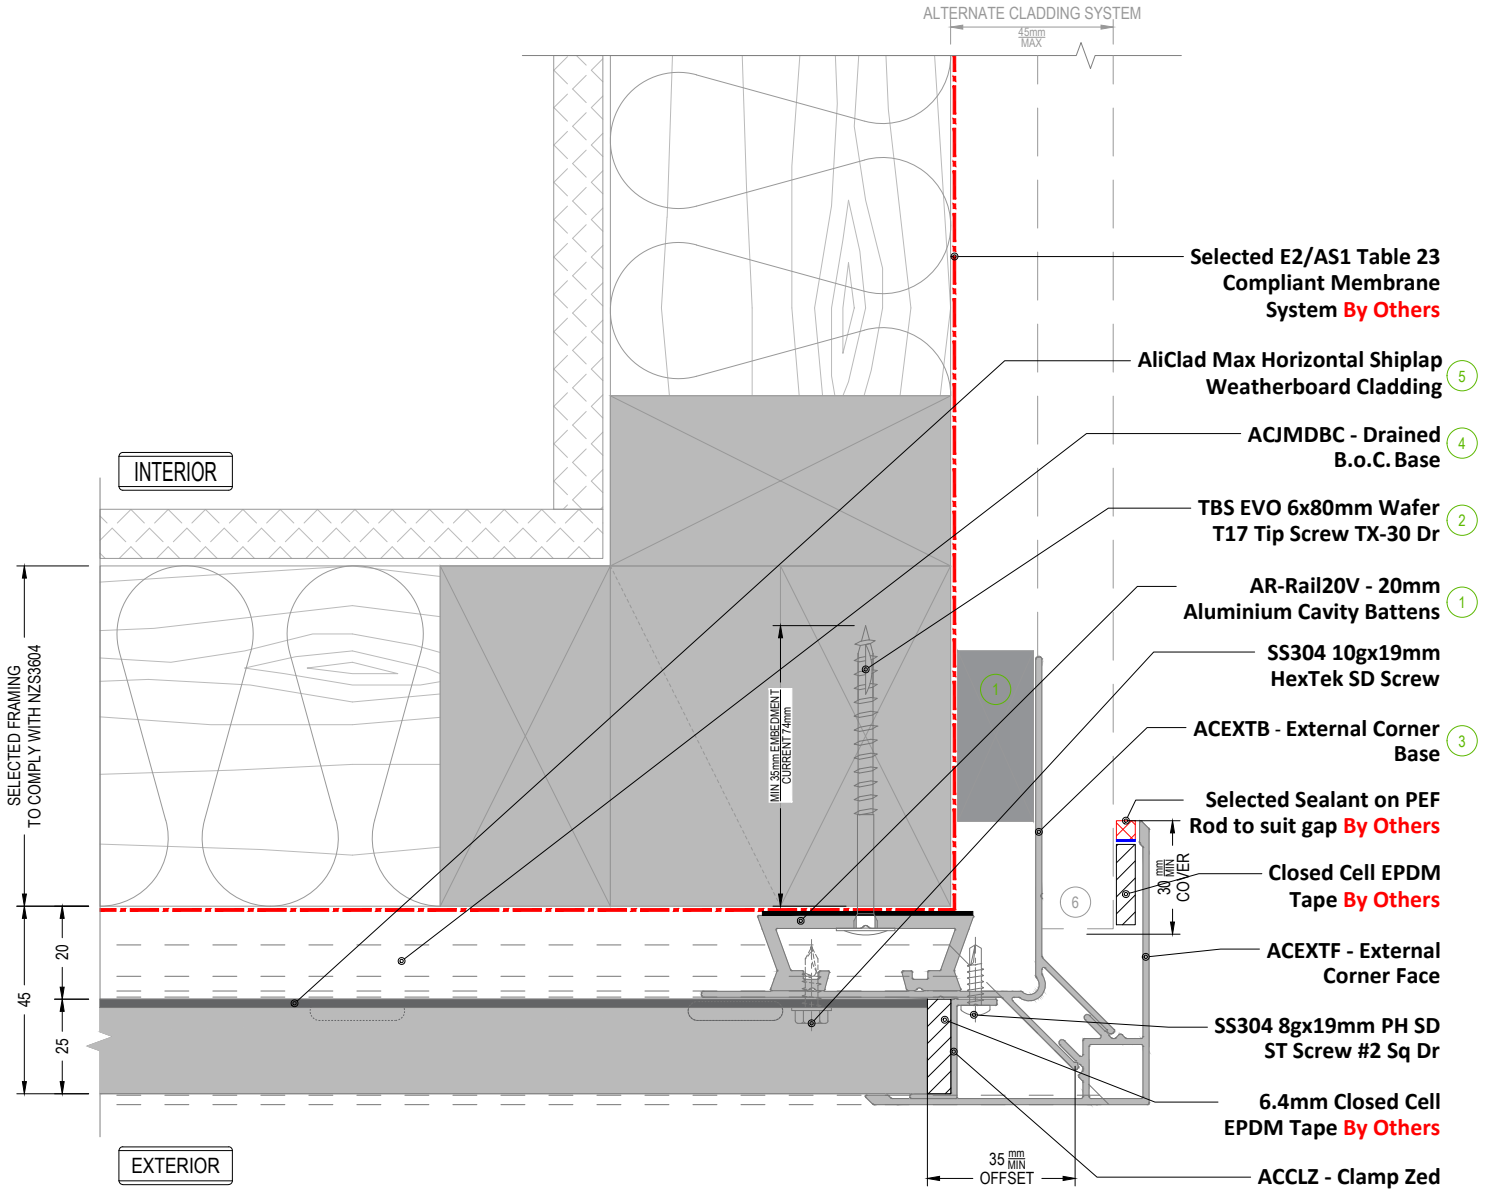 ALTERNATE CLADDING SYSTEM
45mm
MAX
Selected E2/AS1 Table 23
Compliant Membrane
System By Others
AliClad Max Horizontal Shiplap
Weatherboard Cladding
5
ACJMDBC - Drained
B.o.C. Base
4
INTERIOR
TBS EVO 6x80mm Wafer
T17 Tip Screw TX-30 Dr
2
AR-Rail20V - 20mm
Aluminium Cavity Battens
1
SS304 10gx19mm
HexTek SD Screw
1
ACEXTB - External Corner
Base
3
SELECTED FRAMING
TO COMPLY WITH NZS3604
MIN 35mm EMBEDMENT
CURRENT 74mm
Selected Sealant on PEF
Rod to suit gap By Others
30 mm
MIN
COVER
Closed Cell EPDM
Tape By Others
6
ACEXTF - External
Corner Face
20
45
25
SS304 8gx19mm PH SD
ST Screw #2 Sq Dr
6.4mm Closed Cell
EPDM Tape By Others
EXTERIOR
35 mm
MIN
OFFSET
ACCLZ - Clamp Zed